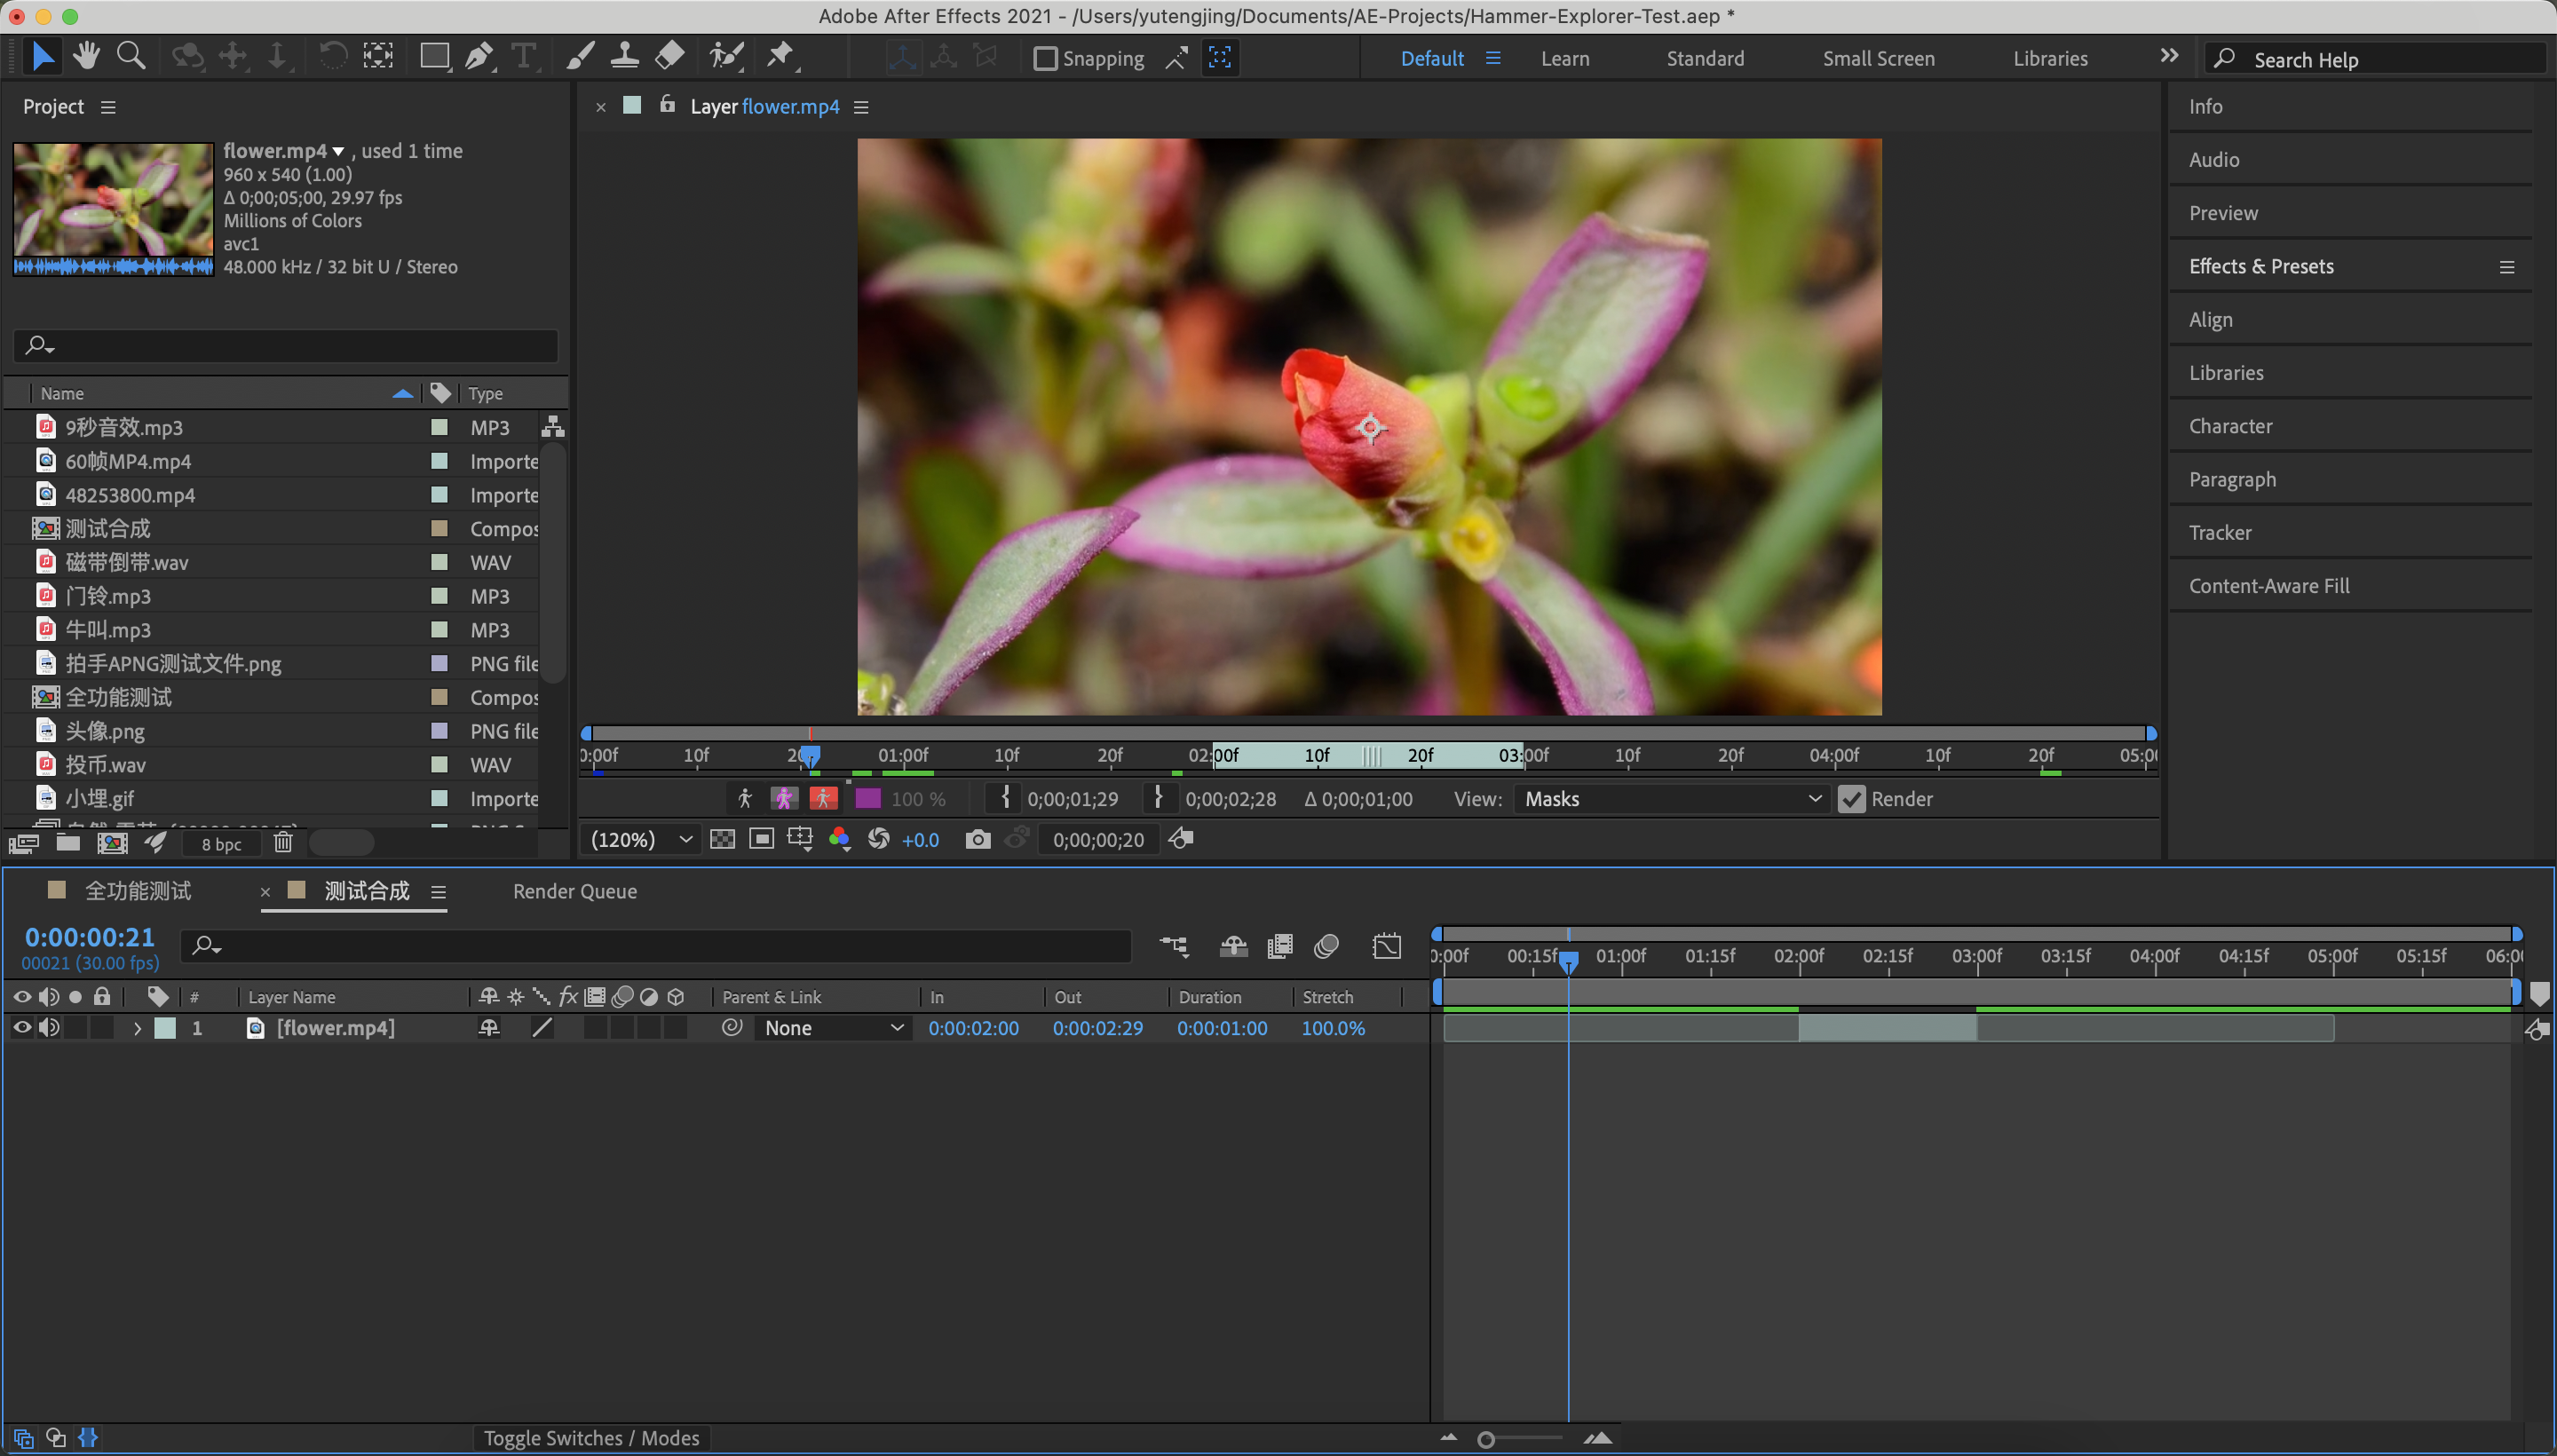 Adobe After Effects 2021 - /Users/yutengjing/Documents/AE-Projects/Hammer-Explorer-Test.aep *
Snapping
Default
Learn
Standard
Small Screen
Libraries
Search Help
Project
flower.mp4 , used 1 time
960 x 540 (1.00)
Δ 0;00;05;00, 29.97 fps
Millions of Colors
avc1
48.000 kHz / 32 bit U / Stereo
Name Type
9秒音效.mp3 MP3
60帧MP4.mp4 Importe
48253800.mp4 Importe
测试合成 Compos
磁带倒带.wav WAV
门铃.mp3 MP3
牛叫.mp3 MP3
拍手APNG测试文件.png PNG file
全功能测试 Compos
头像.png PNG file
投币.wav WAV
小埋.gif Importe
8 bpc
Layer flower.mp4
0:00f 10f 20 01:00f 10f 20f 02:00f 10f 20f 03:00f 10f 20f 04:00f 10f 20f 05:0
100 % 0;00;01;29 0;00;02;28 Δ 0;00;01;00 View: Masks Render
(120%) +0.0 0;00;00;20
Info
Audio
Preview
Effects & Presets
Align
Libraries
Character
Paragraph
Tracker
Content-Aware Fill
全功能测试 测试合成 Render Queue
0:00:00:21
00021 (30.00 fps)
0:00f 00:15f 01:00f 01:15f 02:00f 02:15f 03:00f 03:15f 04:00f 04:15f 05:00f 05:15f 06:0
# Layer Name fx Parent & Link In Out Duration Stretch
1 [flower.mp4] None 0:00:02:00 0:00:02:29 0:00:01:00 100.0%
Toggle Switches / Modes